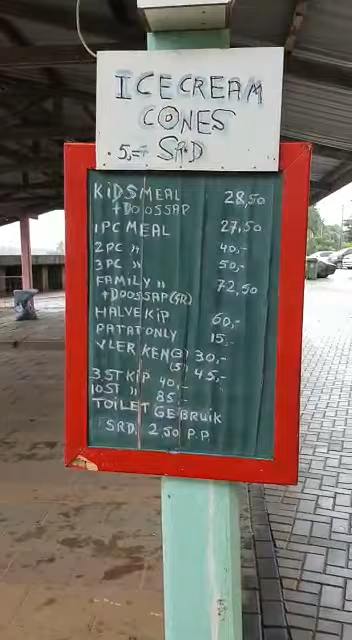 ICECREAM
CONES
5,=+ SRD
KIDSMEAL 28,50
+DOOSSAP
1PC MEAL 27,50
2PC " 40,-
3PC " 50,-
FAMILY " 72,50
+DOOSSAP(GR)
HALVE KIP 60,-
PATAT ONLY 15,-
VLERKEN(3) 30,-
(5) 45,-
3.ST KIP 40,-
10ST " 85,-
TOILET GEBRUIK
SRD. 2,50 P.P